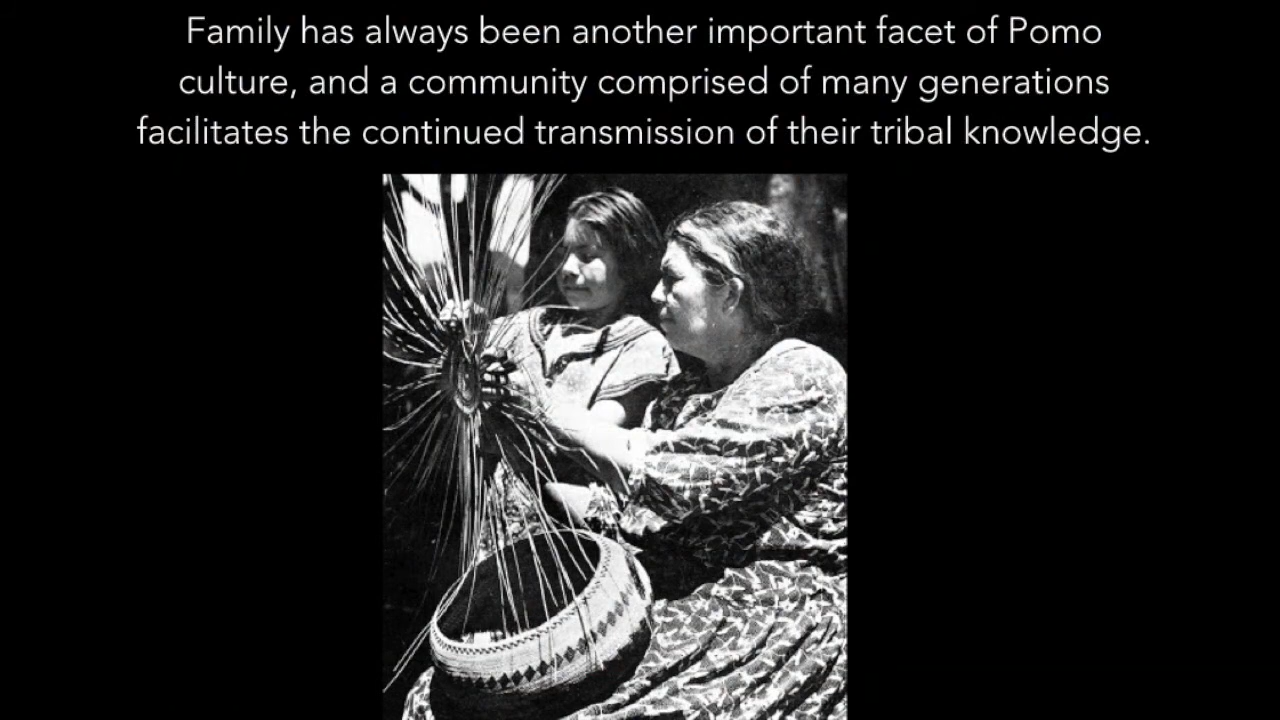 Family has always been another important facet of Pomo
culture, and a community comprised of many generations
facilitates the continued transmission of their tribal knowledge.